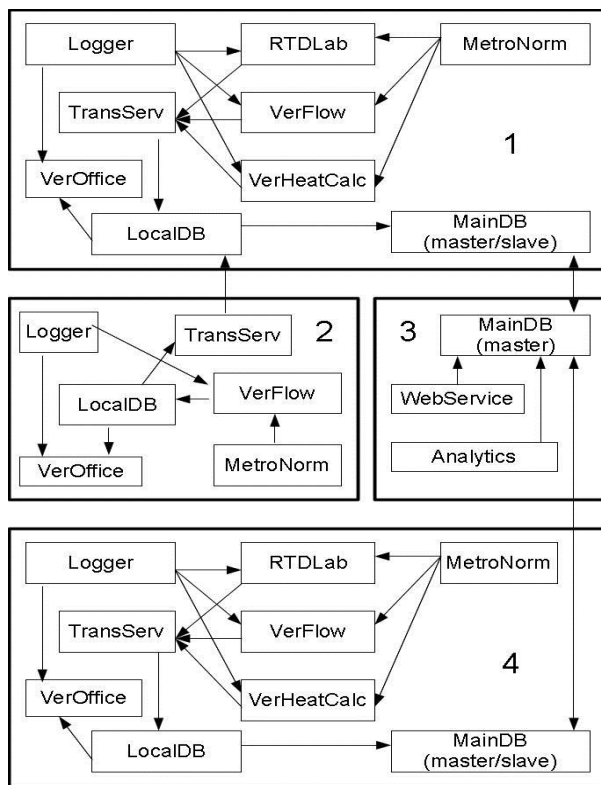 Logger
RTDLab
MetroNorm
TransServ
VerFlow
1
VerOffice
VerHeatCalc
LocalDB
MainDB
(master/slave)
Logger
TransServ
2
LocalDB
VerFlow
VerOffice
MetroNorm
3
MainDB
(master)
WebService
Analytics
Logger
RTDLab
MetroNorm
TransServ
VerFlow
4
VerOffice
VerHeatCalc
LocalDB
MainDB
(master/slave)